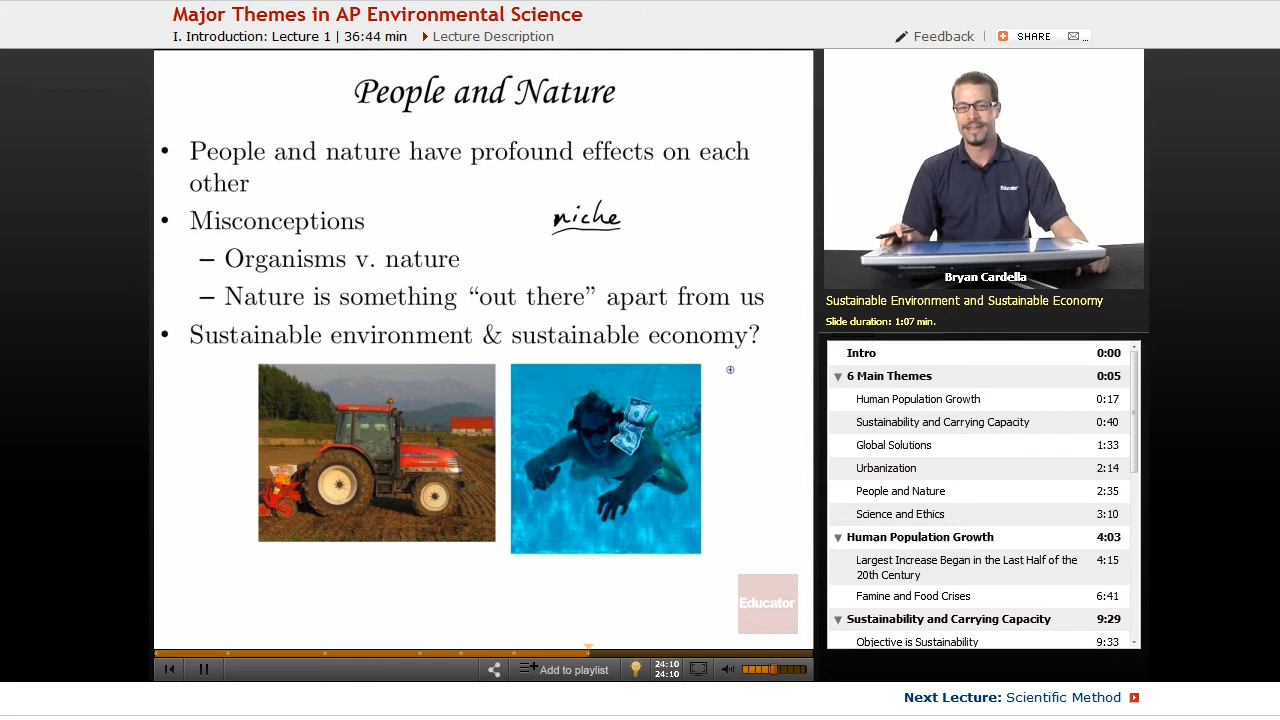 Major Themes in AP Environmental Science
I. Introduction: Lecture 1 | 36:44 min
Lecture Description
Feedback
SHARE
...
People and Nature
• People and nature have profound effects on each
other
• Misconceptions
niche
– Organisms v. nature
– Nature is something “out there” apart from us
• Sustainable environment & sustainable economy?
Educator
Educator
Bryan Cardella
Sustainable Environment and Sustainable Economy
Slide duration: 1:07 min.
Intro 0:00
6 Main Themes 0:05
Human Population Growth 0:17
Sustainability and Carrying Capacity 0:40
Global Solutions 1:33
Urbanization 2:14
People and Nature 2:35
Science and Ethics 3:10
Human Population Growth 4:03
Largest Increase Began in the Last Half of the 4:15
20th Century
Famine and Food Crises 6:41
Sustainability and Carrying Capacity 9:29
Objective is Sustainability 9:33
Add to playlist
24:10
24:10
Next Lecture: Scientific Method